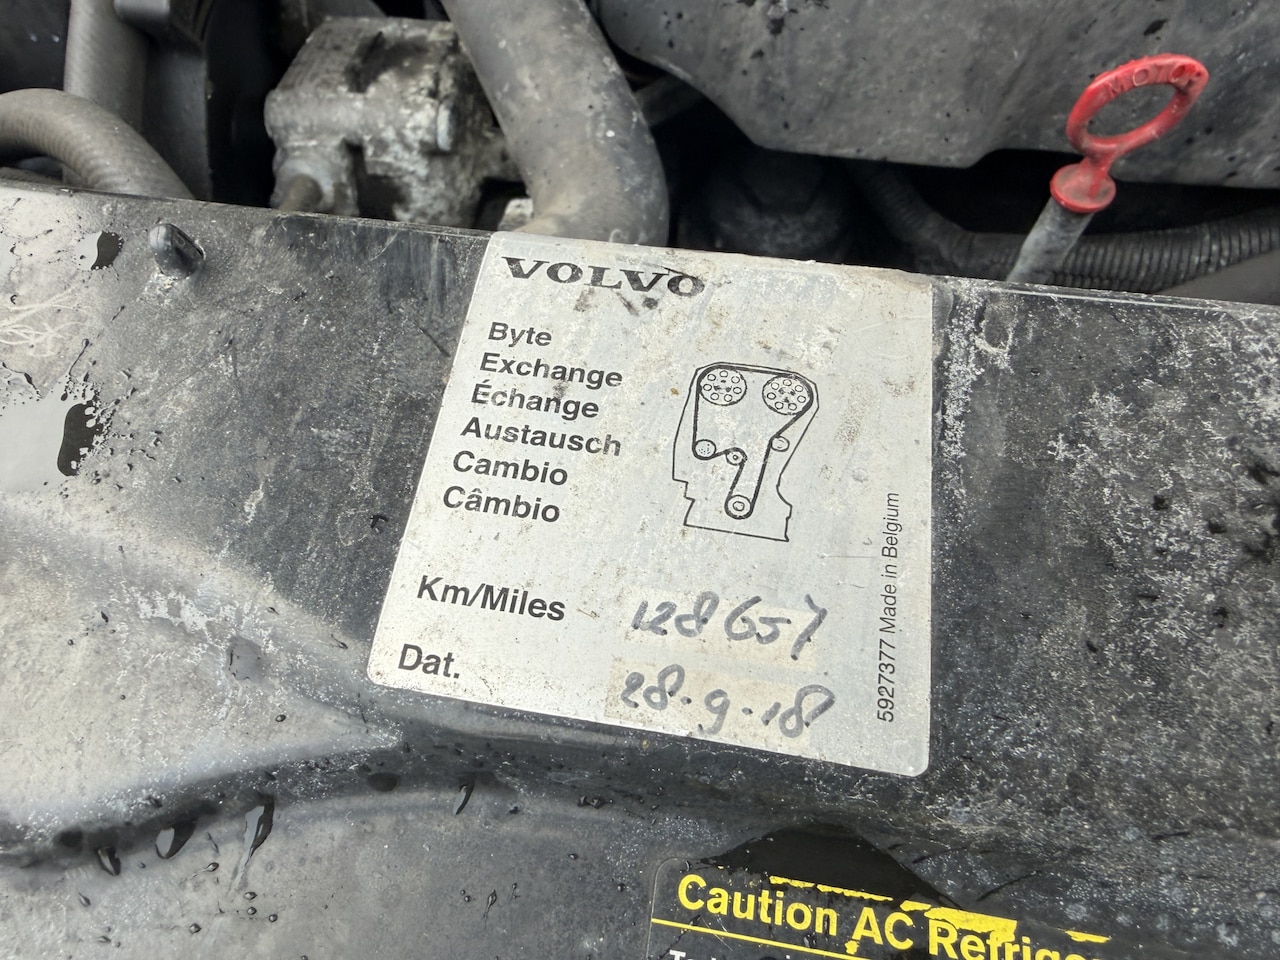 MOTOR
VOLVO
Byte
Exchange
Échange
Austausch
Cambio
Câmbio
Km/Miles 128657
Dat. 28.9.18
5927377 Made in Belgium
Caution AC